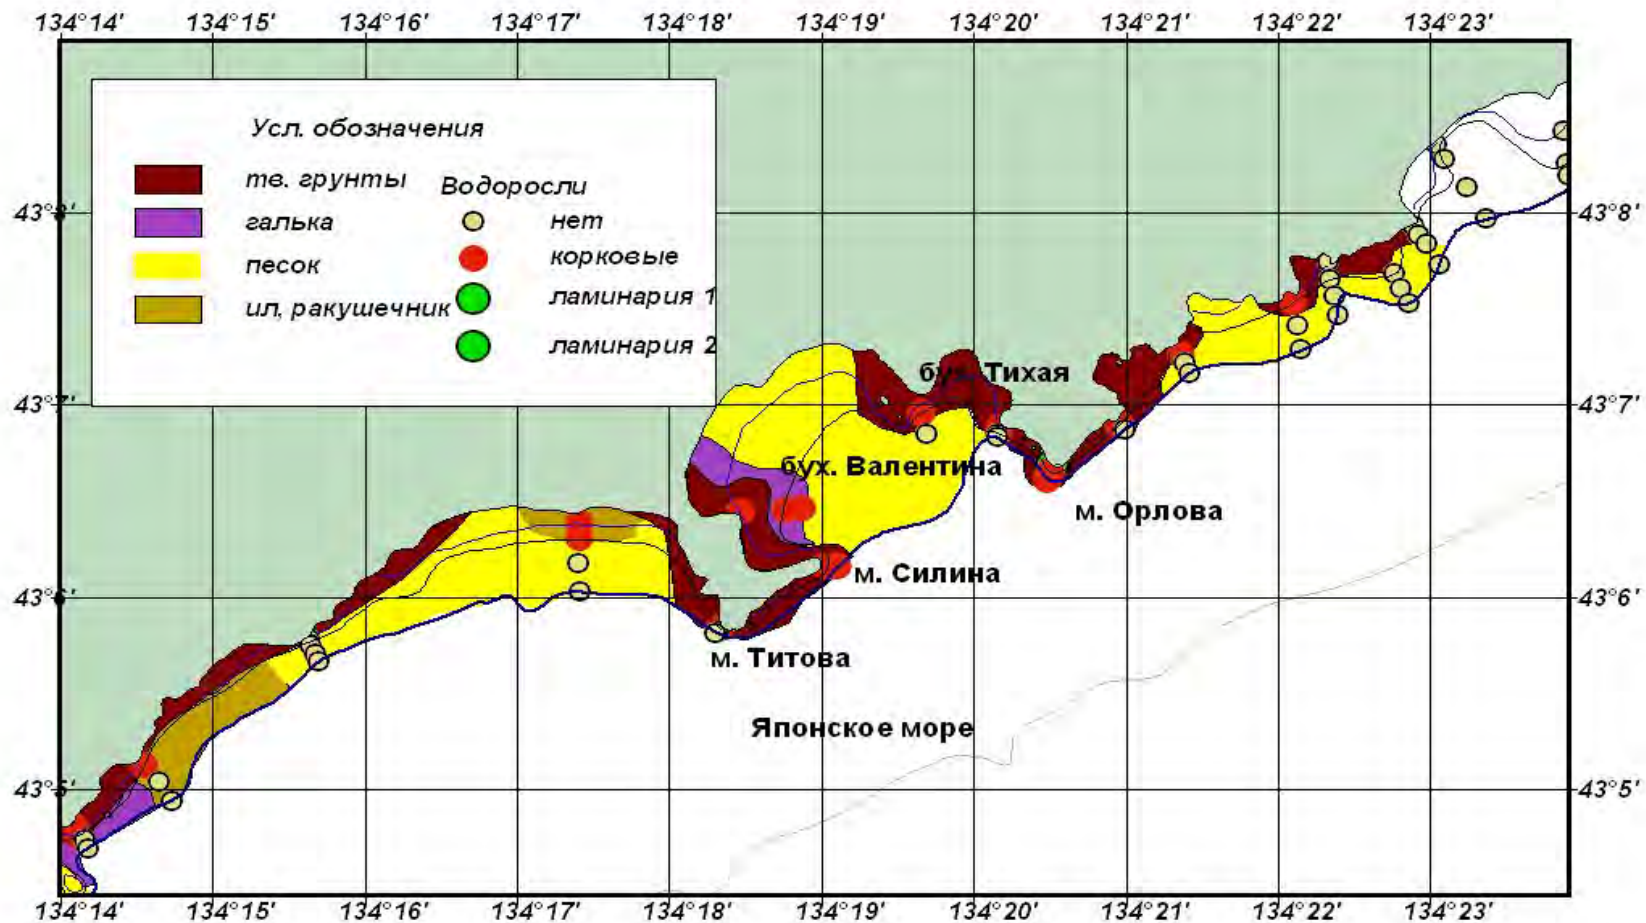 134°14' 134°15' 134°16' 134°17' 134°18' 134°19' 134°20' 134°21' 134°22' 134°23'
Усл. обозначения
тв. грунты
галька
песок
ил, ракушечник
Водоросли
нет
корковые
ламинария 1
ламинария 2
43°8' 43°8'
бух. Тихая
43°7' 43°7'
бух. Валентина
м. Орлова
м. Силина
43°6' 43°6'
м. Титова
Японское море
43°5' 43°5'
134°14' 134°15' 134°16' 134°17' 134°18' 134°19' 134°20' 134°21' 134°22' 134°23'